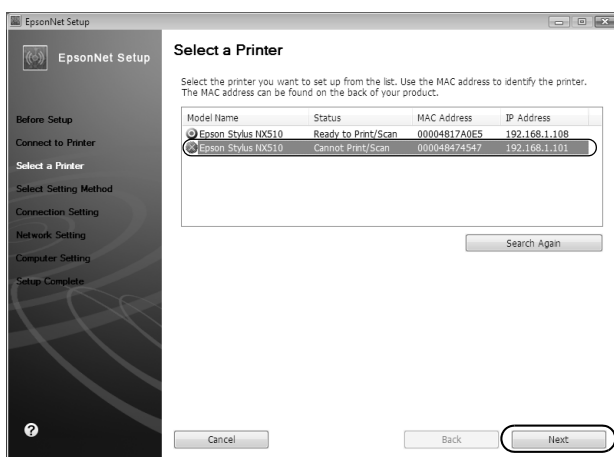 EpsonNet Setup
EpsonNet Setup
Before Setup
Connect to Printer
Select a Printer
Select Setting Method
Connection Setting
Network Setting
Computer Setting
Setup Complete
Select a Printer
Select the printer you want to set up from the list. Use the MAC address to identify the printer.
The MAC address can be found on the back of your product.
Model Name Status MAC Address IP Address
Epson Stylus NX510 Ready to Print/Scan 00004817A0E5 192.168.1.108
Epson Stylus NX510 Cannot Print/Scan 000048474547 192.168.1.101
Search Again
?
Cancel Back Next